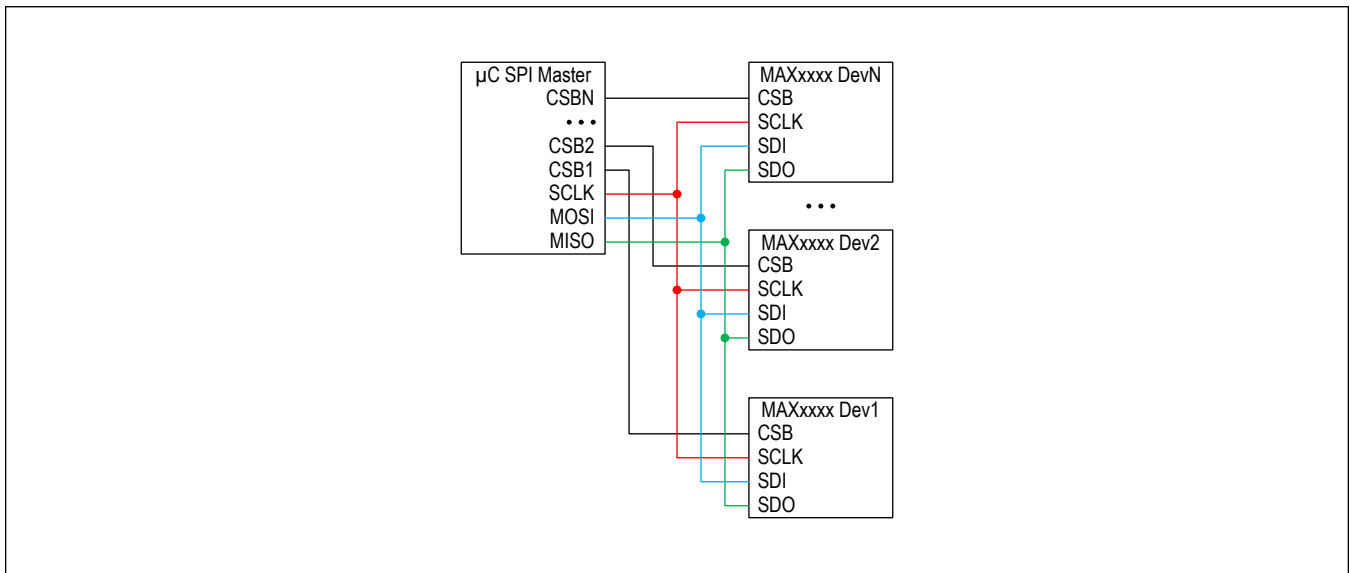 µC SPI Master
CSBN
•••
CSB2
CSB1
SCLK
MOSI
MISO
MAXxxxx DevN
CSB
SCLK
SDI
SDO
•••
MAXxxxx Dev2
CSB
SCLK
SDI
SDO
MAXxxxx Dev1
CSB
SCLK
SDI
SDO